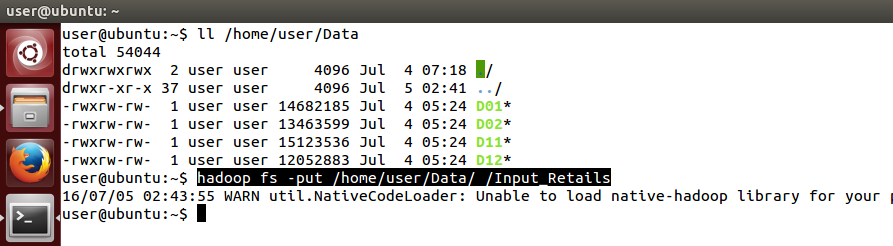 user@ubuntu: ~
user@ubuntu:~$ ll /home/user/Data
total 54044
drwxrwxrwx  2 user user     4096 Jul  4 07:18 ./
drwxr-xr-x 37 user user     4096 Jul  5 02:41 ../
-rwxrw-rw-  1 user user 14682185 Jul  4 05:24 D01*
-rwxrw-rw-  1 user user 13463599 Jul  4 05:24 D02*
-rwxrw-rw-  1 user user 15123536 Jul  4 05:24 D11*
-rwxrw-rw-  1 user user 12052883 Jul  4 05:24 D12*
user@ubuntu:~$ hadoop fs -put /home/user/Data/ /Input_Retails
16/07/05 02:43:55 WARN util.NativeCodeLoader: Unable to load native-hadoop library for your
user@ubuntu:~$